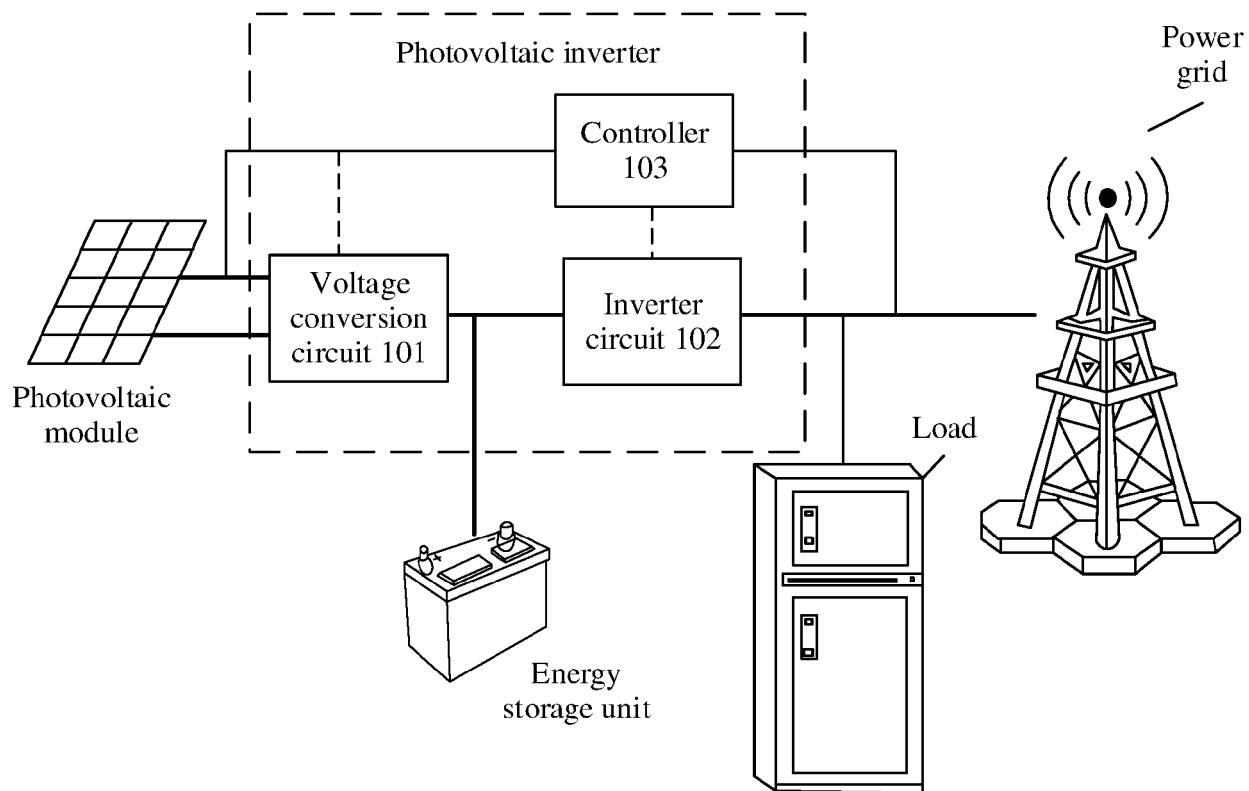 Photovoltaic inverter
Power
grid
Controller
103
Voltage
conversion
circuit 101
Inverter
circuit 102
Photovoltaic
module
Load
+
-
Energy
storage unit